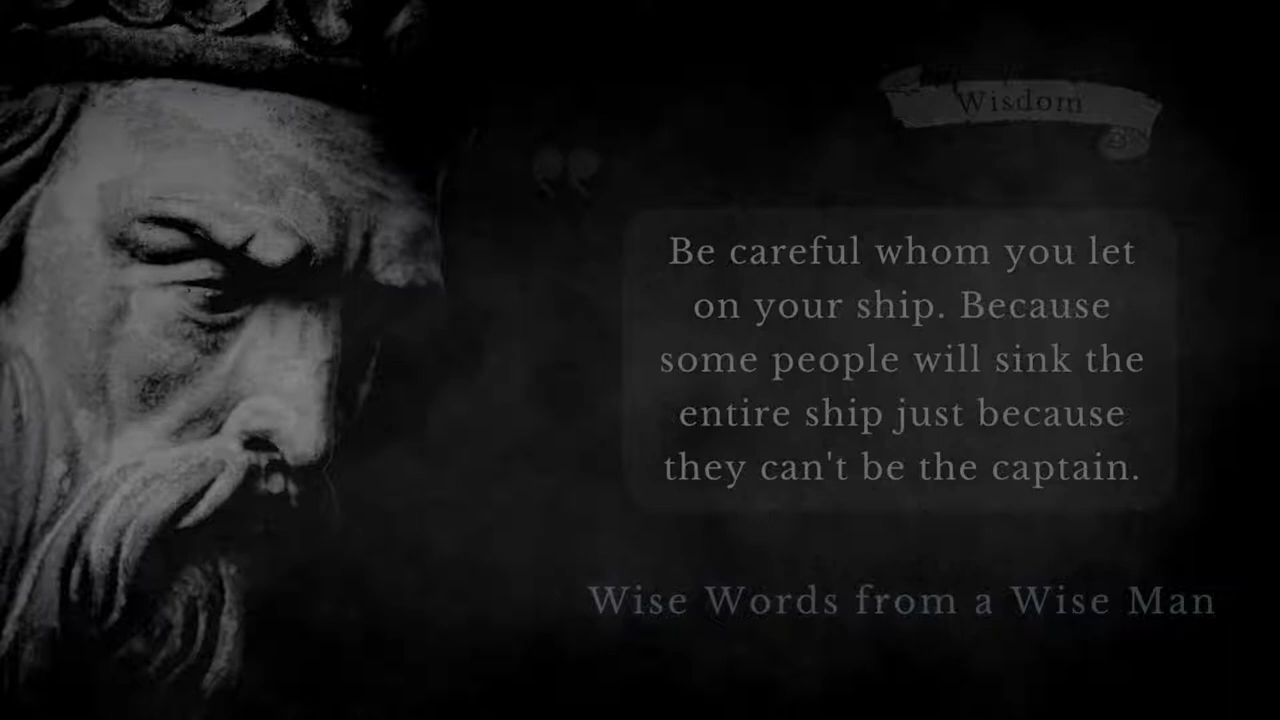 Wisdom
Be careful whom you let
on your ship. Because
some people will sink the
entire ship just because
they can't be the captain.
Wise Words from a Wise Man